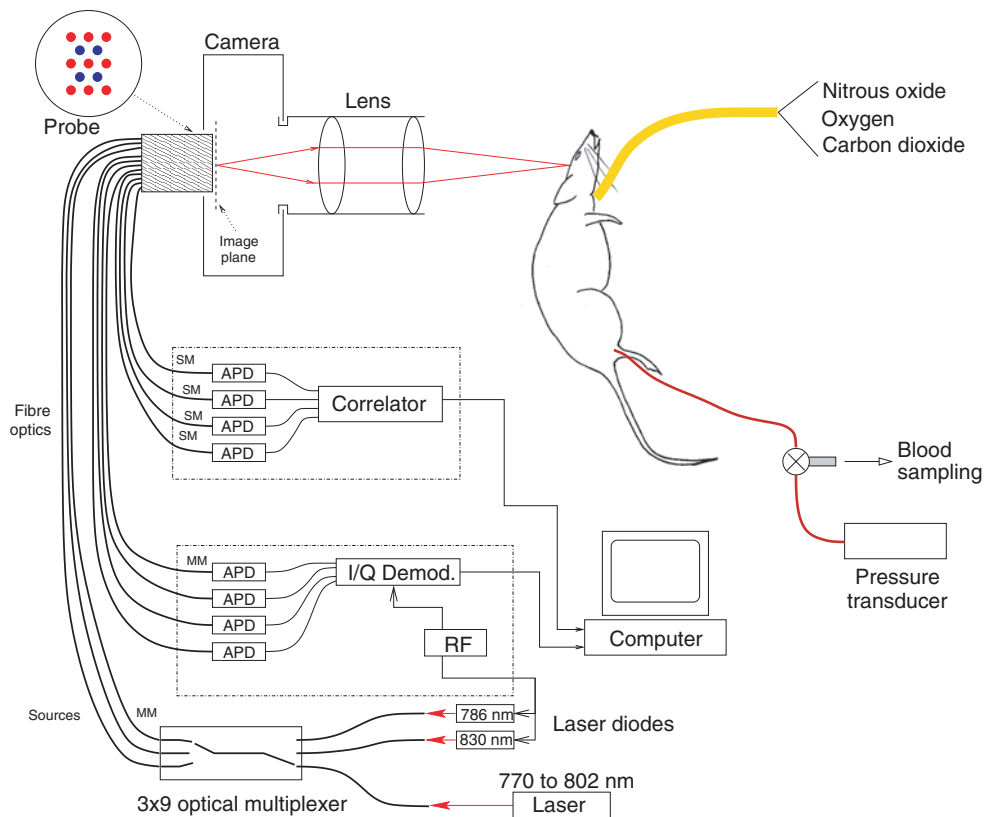 Camera
Probe
Lens
Image
plane
Nitrous oxide
Oxygen
Carbon dioxide
SM
APD
SM
APD
SM
APD
SM
APD
Correlator
Fibre
optics
Blood
sampling
Pressure
transducer
MM
APD
APD
APD
APD
I/Q Demod.
RF
Computer
Sources
MM
786 nm
830 nm
Laser diodes
3x9 optical multiplexer
770 to 802 nm
Laser